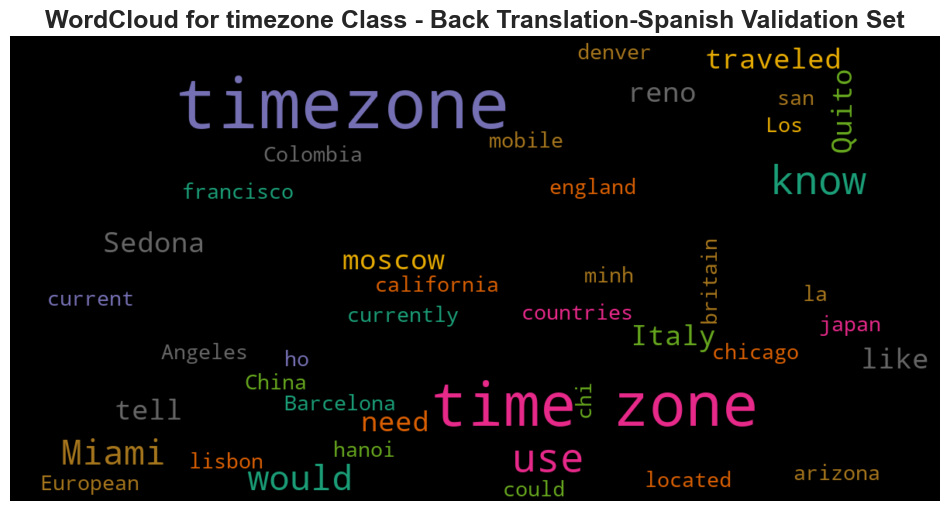 WordCloud for timezone Class - Back Translation-Spanish Validation Set
denver
traveled
timezone
reno
san
Quito
Los
mobile
Colombia
know
francisco
england
Sedona
moscow
minh
britain
california
current
la
currently
countries
japan
Italy
Angeles
ho
chicago
like
China
time zone
chi
Barcelona
tell
need
Miami
hanoi
use
lisbon
would
located
arizona
European
could